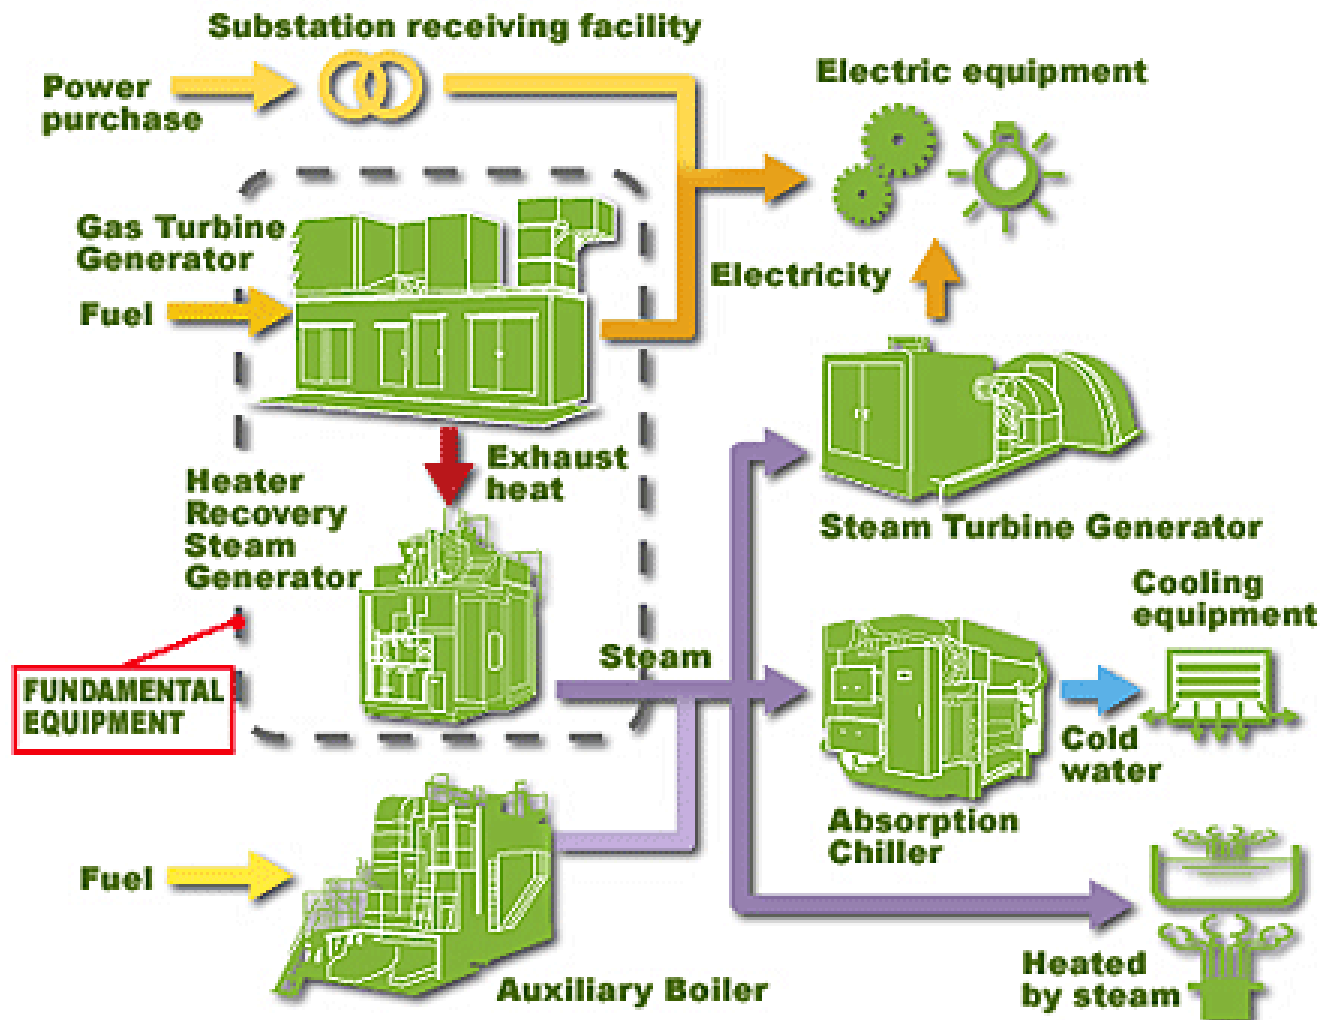 Substation receiving facility
Power
purchase
Electric equipment
Gas Turbine
Generator
Fuel
Electricity
Exhaust
heat
Heater
Recovery
Steam
Generator
Steam Turbine Generator
Cooling
equipment
Steam
FUNDAMENTAL
EQUIPMENT
Cold
water
Absorption
Chiller
Fuel
Auxiliary Boiler
Heated
by steam